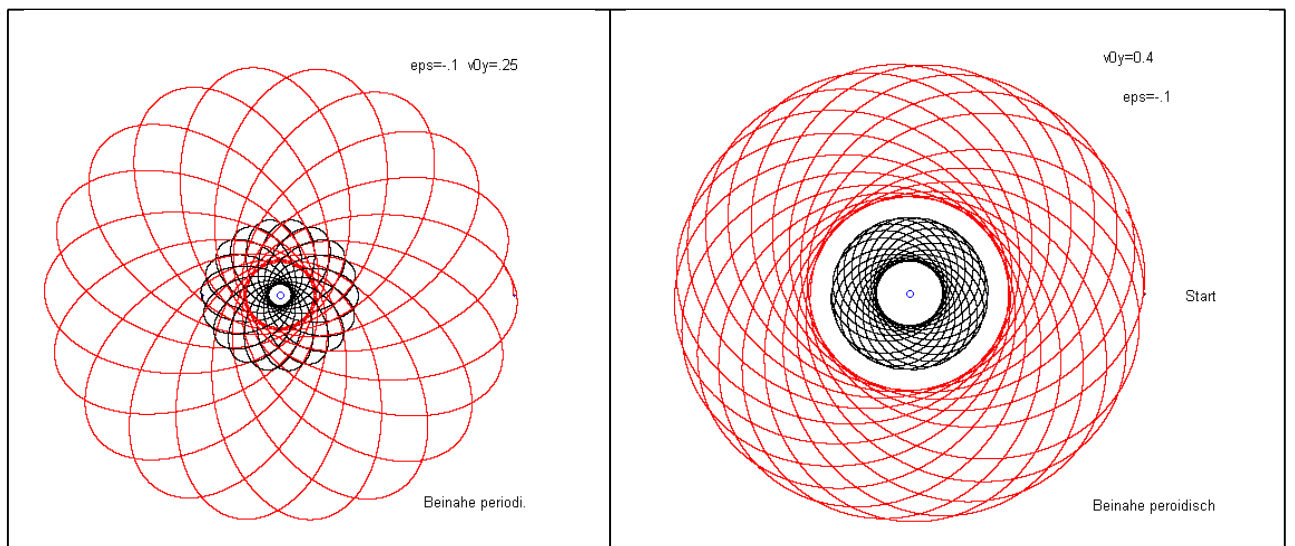 eps=-.1 v0y=.25
Beinahe periodi.
v0y=0.4
eps=-.1
Start
Beinahe peroidisch